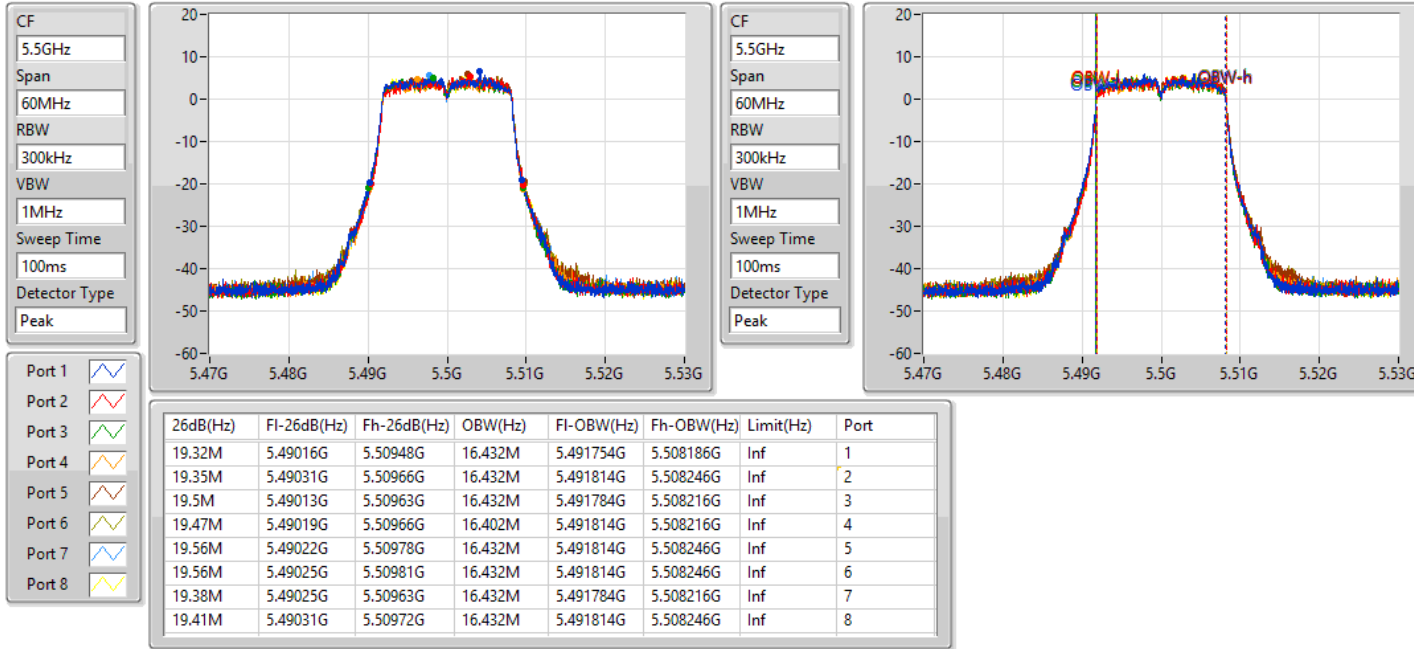 CF
5.5GHz
Span
60MHz
RBW
300kHz
VBW
1MHz
Sweep Time
100ms
Detector Type
Peak
20
10
0
-10
-20
-30
-40
-50
-60
5.47G 5.48G 5.49G 5.5G 5.51G 5.52G 5.53G
CF
5.5GHz
Span
60MHz
RBW
300kHz
VBW
1MHz
Sweep Time
100ms
Detector Type
Peak
20
10
0
-10
-20
-30
-40
-50
-60
OBW-h
5.47G 5.48G 5.49G 5.5G 5.51G 5.52G 5.53G
Port 1
Port 2
Port 3
Port 4
Port 5
Port 6
Port 7
Port 8
26dB(Hz) Fl-26dB(Hz) Fh-26dB(Hz) OBW(Hz) Fl-OBW(Hz) Fh-OBW(Hz) Limit(Hz) Port
19.32M 5.49016G 5.50948G 16.432M 5.491754G 5.508186G Inf 1
19.35M 5.49031G 5.50966G 16.432M 5.491814G 5.508246G Inf 2
19.5M 5.49013G 5.50963G 16.432M 5.491784G 5.508216G Inf 3
19.47M 5.49019G 5.50966G 16.402M 5.491814G 5.508216G Inf 4
19.56M 5.49022G 5.50978G 16.432M 5.491814G 5.508246G Inf 5
19.56M 5.49025G 5.50981G 16.432M 5.491814G 5.508246G Inf 6
19.38M 5.49025G 5.50963G 16.432M 5.491784G 5.508216G Inf 7
19.41M 5.49031G 5.50972G 16.432M 5.491814G 5.508246G Inf 8